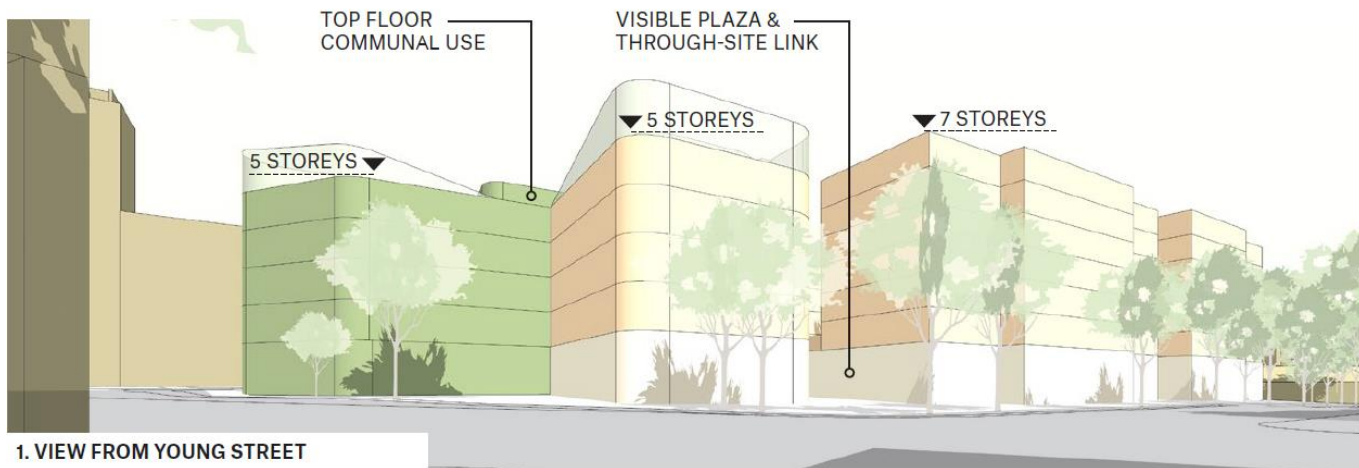 TOP FLOOR
COMMUNAL USE
VISIBLE PLAZA &
THROUGH-SITE LINK
5 STOREYS
5 STOREYS
7 STOREYS
1. VIEW FROM YOUNG STREET